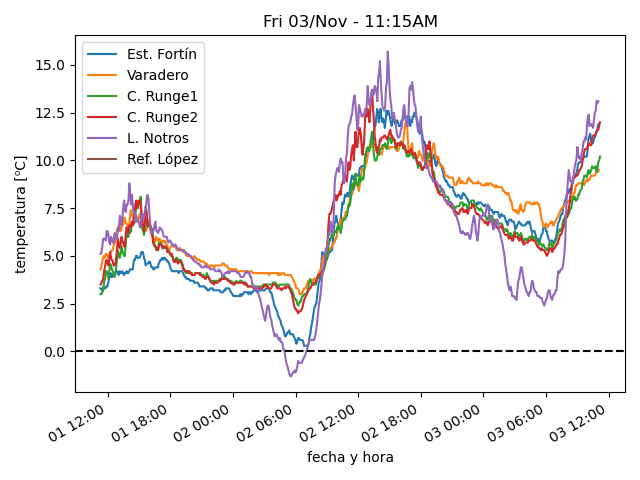 Fri 03/Nov - 11:15AM
temperatura [ºC]
15.0
12.5
10.0
7.5
5.0
2.5
0.0
Est. Fortín
Varadero
C. Runge1
C. Runge2
L. Notros
Ref. López
01 12:00
01 18:00
02 00:00
02 06:00
02 12:00
02 18:00
03 00:00
03 06:00
03 12:00
fecha y hora